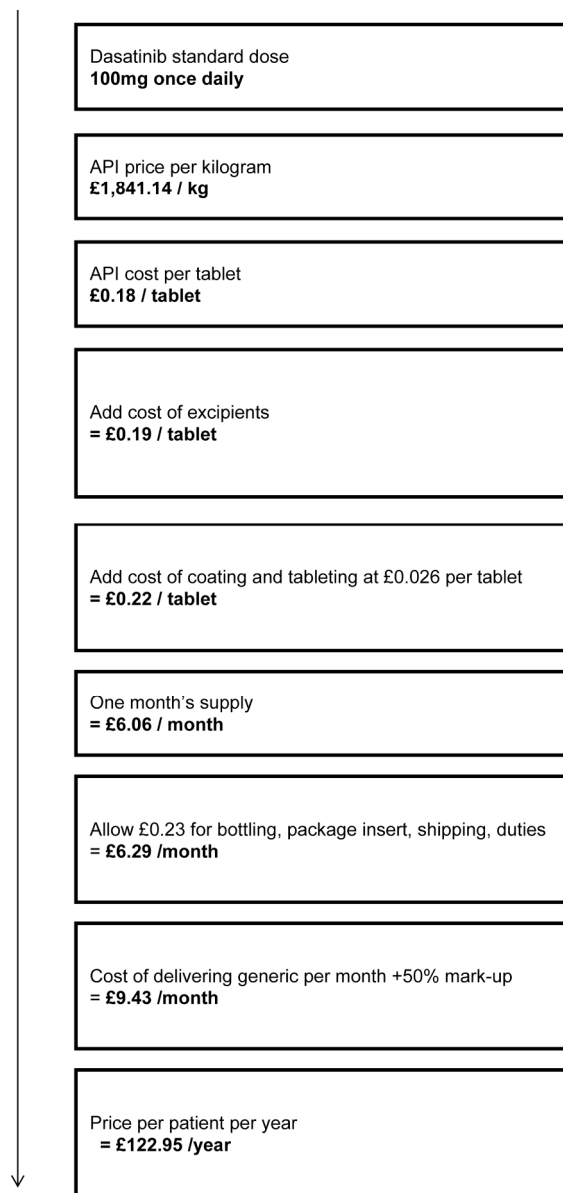 Dasatinib standard dose
100mg once daily
API price per kilogram
£1,841.14 / kg
API cost per tablet
£0.18 / tablet
Add cost of excipients
= £0.19 / tablet
Add cost of coating and tableting at £0.026 per tablet
= £0.22 / tablet
One month’s supply
= £6.06 / month
Allow £0.23 for bottling, package insert, shipping, duties
= £6.29 /month
Cost of delivering generic per month +50% mark-up
= £9.43 /month
Price per patient per year
= £122.95 /year